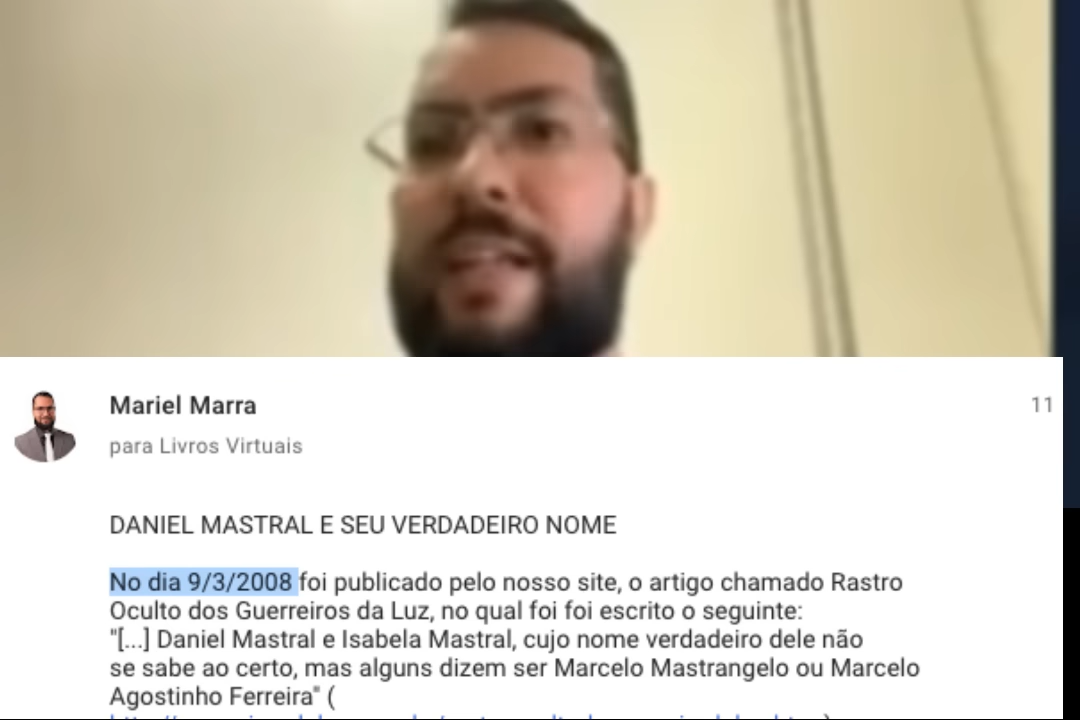 Mariel Marra
11
para Livros Virtuais
DANIEL MASTRAL E SEU VERDADEIRO NOME
No dia 9/3/2008 foi publicado pelo nosso site, o artigo chamado Rastro
Oculto dos Guerreiros da Luz, no qual foi foi escrito o seguinte:
"[...] Daniel Mastral e Isabela Mastral, cujo nome verdadeiro dele não
se sabe ao certo, mas alguns dizem ser Marcelo Mastrangelo ou Marcelo
Agostinho Ferreira" (